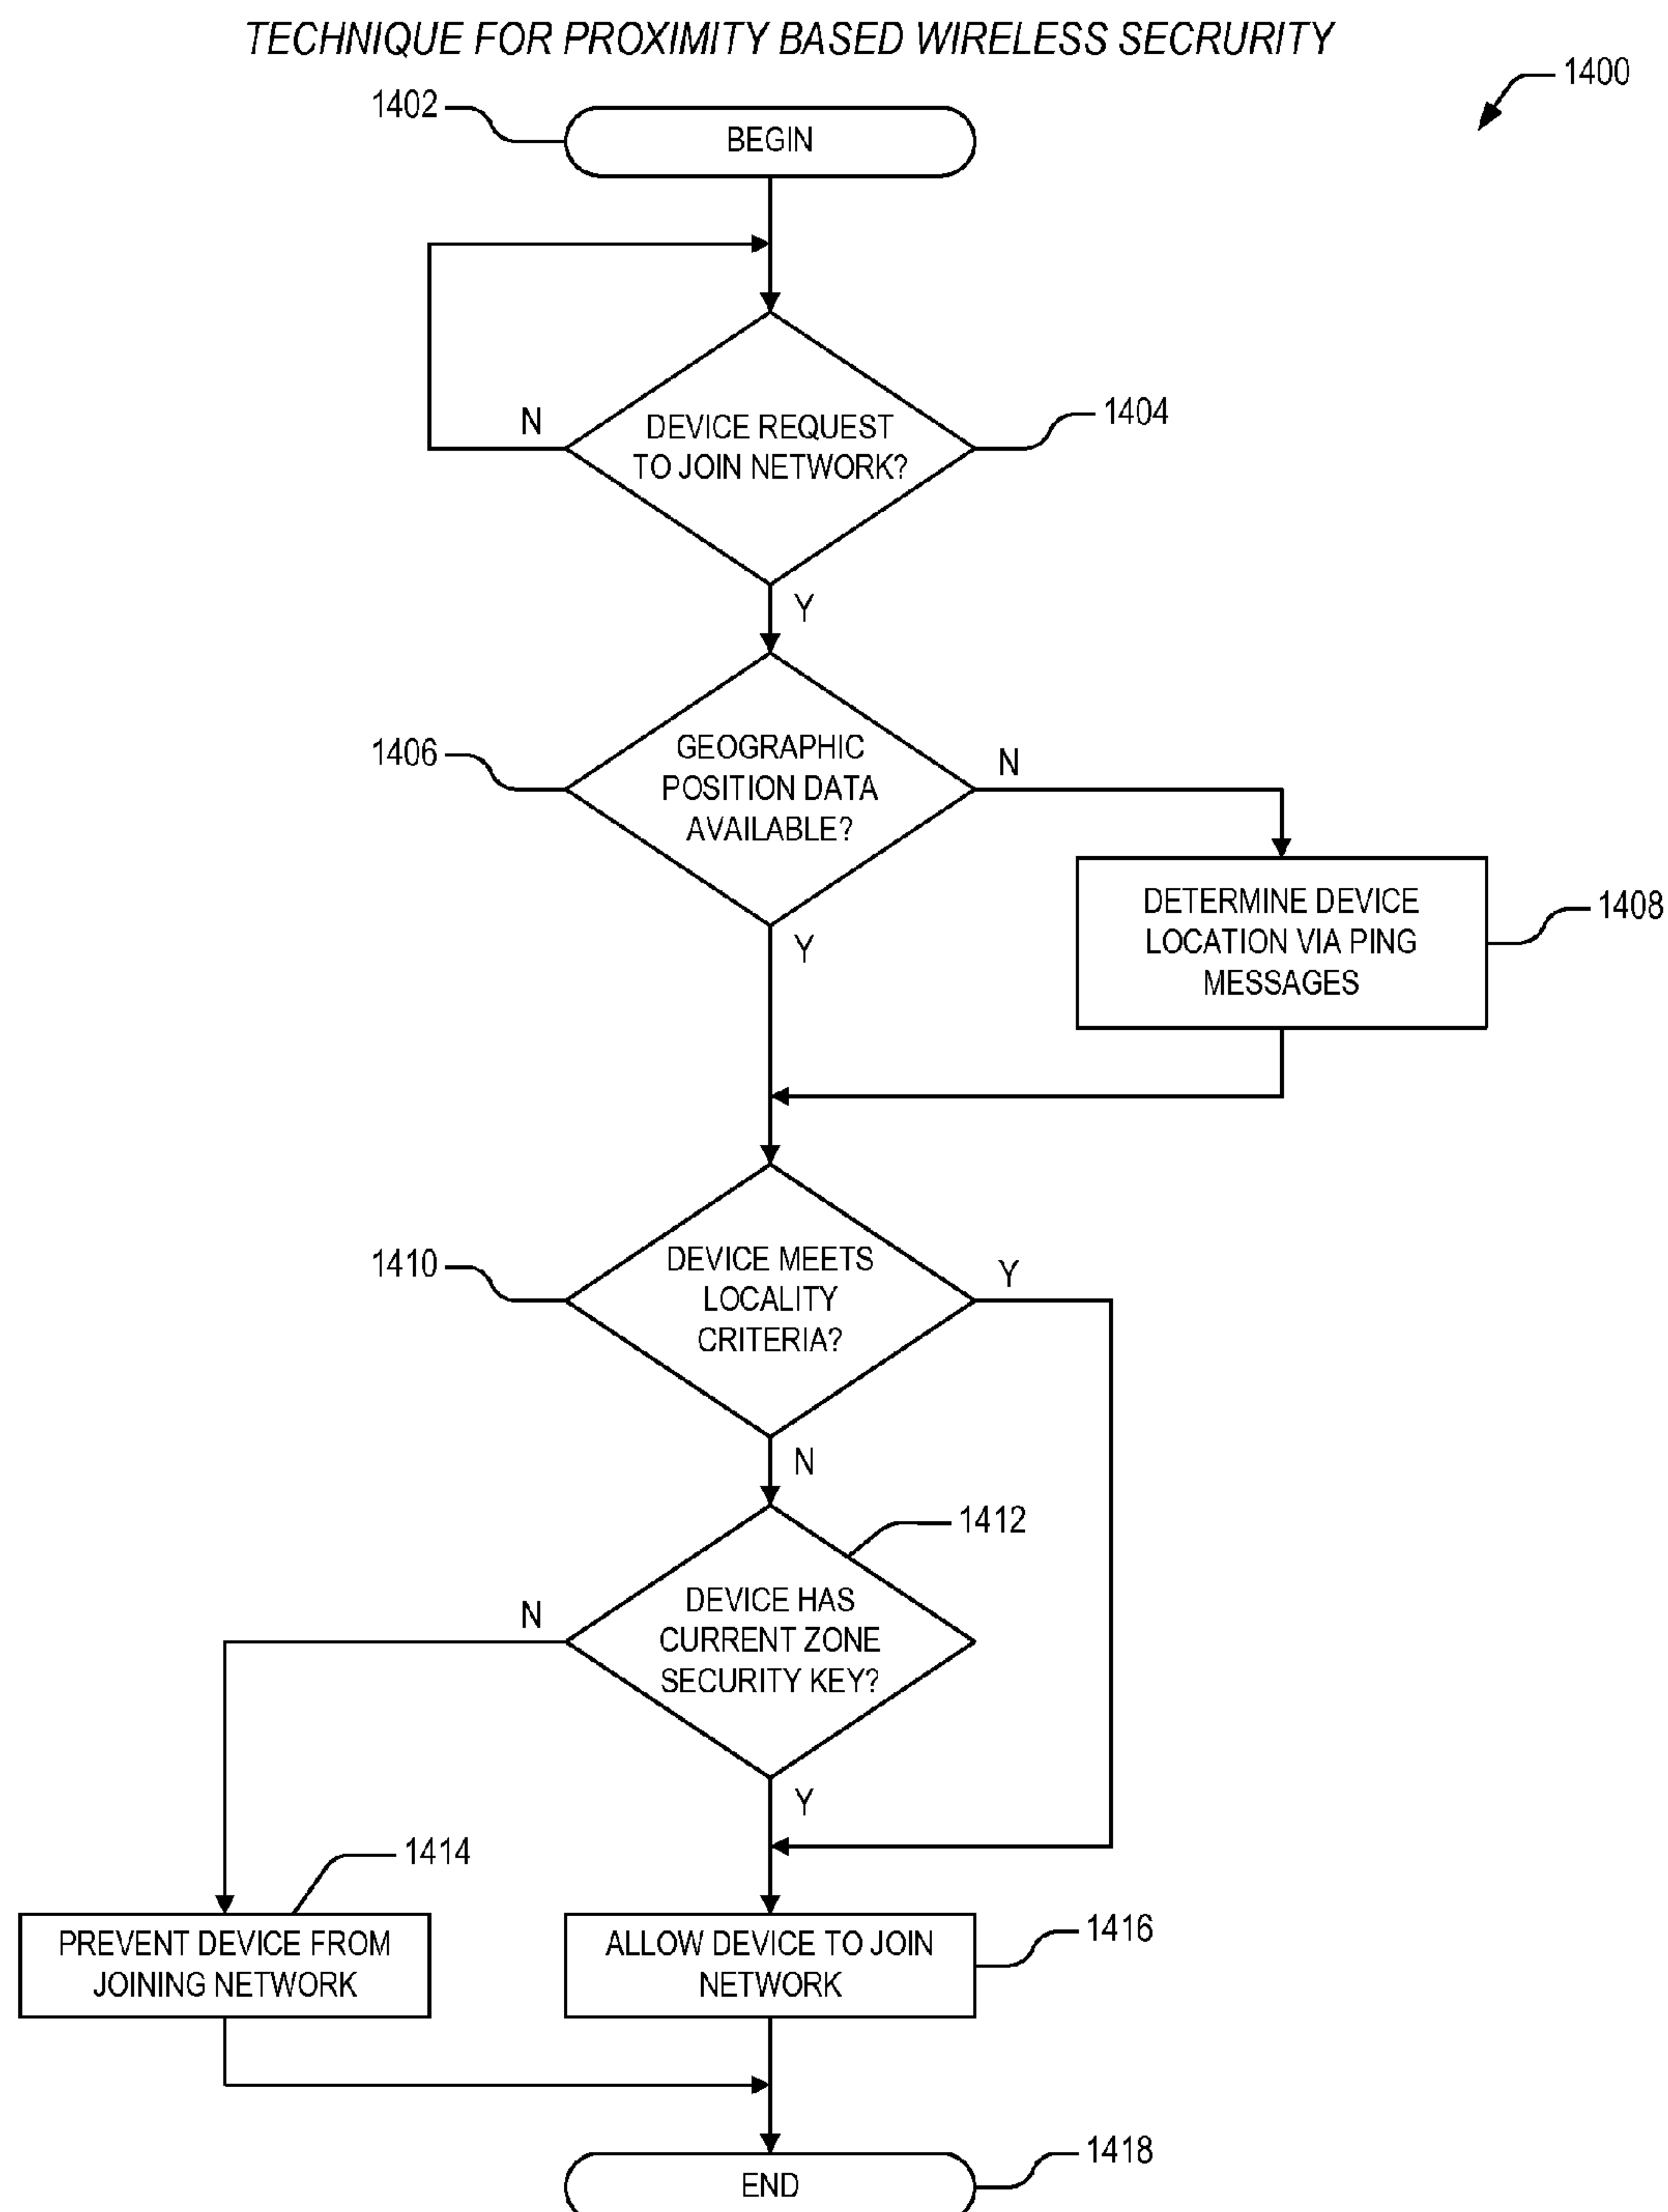 TECHNIQUE FOR PROXIMITY BASED WIRELESS SECRURITY
1400
1402
BEGIN
N
DEVICE REQUEST
TO JOIN NETWORK?
1404
Y
1406
GEOGRAPHIC
POSITION DATA
AVAILABLE?
N
Y
DETERMINE DEVICE
LOCATION VIA PING
MESSAGES
1408
1410
DEVICE MEETS
LOCALITY
CRITERIA?
Y
N
1412
N
DEVICE HAS
CURRENT ZONE
SECURITY KEY?
Y
1414
PREVENT DEVICE FROM
JOINING NETWORK
ALLOW DEVICE TO JOIN
NETWORK
1416
END
1418